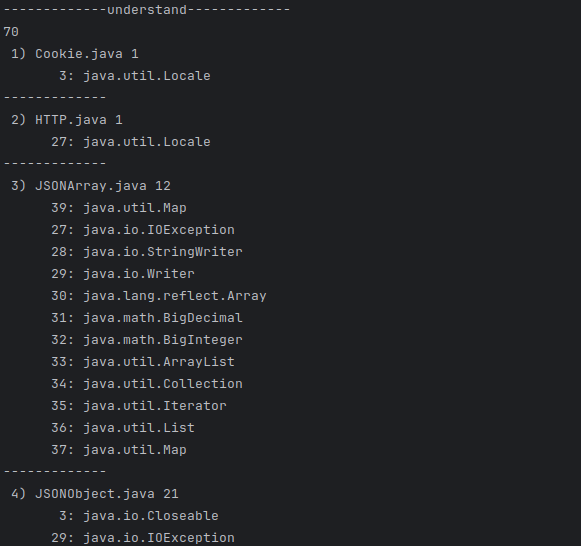 -------------understand-------------
70
 1) Cookie.java 1
       3: java.util.Locale
-------------
 2) HTTP.java 1
      27: java.util.Locale
-------------
 3) JSONArray.java 12
      39: java.util.Map
      27: java.io.IOException
      28: java.io.StringWriter
      29: java.io.Writer
      30: java.lang.reflect.Array
      31: java.math.BigDecimal
      32: java.math.BigInteger
      33: java.util.ArrayList
      34: java.util.Collection
      35: java.util.Iterator
      36: java.util.List
      37: java.util.Map
-------------
 4) JSONObject.java 21
       3: java.io.Closeable
      29: java.io.IOException